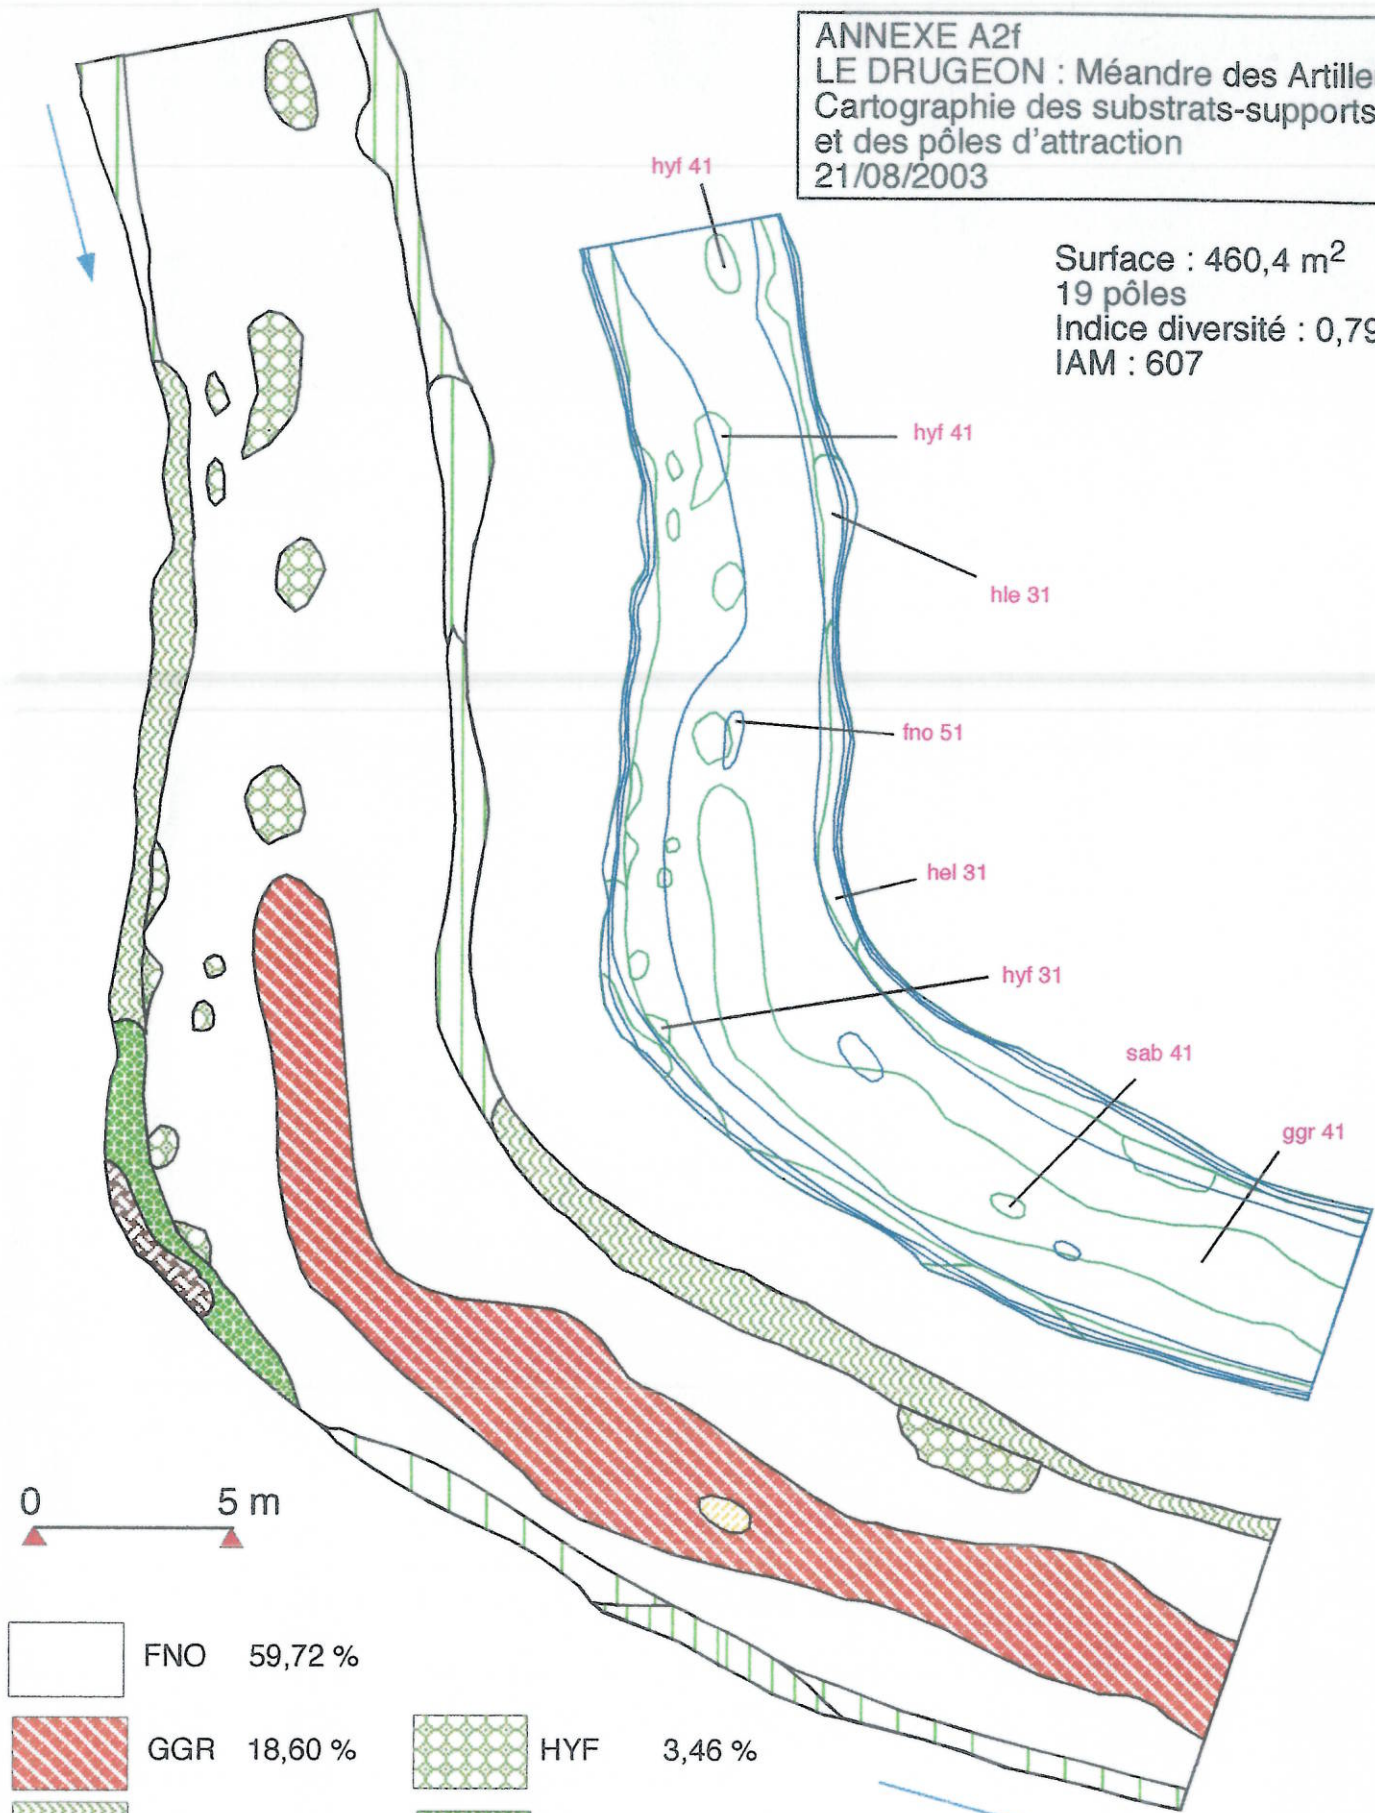 ANNEXE A2f
LE DRUGEON : Méandre des
Cartographie des substrats-supports
et des pôles d'attraction
21/08/2003
Surface : 460,4 m²
19 pôles
Indice diversité : 0,79
IAM : 607
hyf 41
hyf 41
hle 31
fno 51
hel 31
hyf 31
sab 41
ggr 41
0 5 m
FNO 59,72 %
GGR 18,60 % HYF 3,46 %